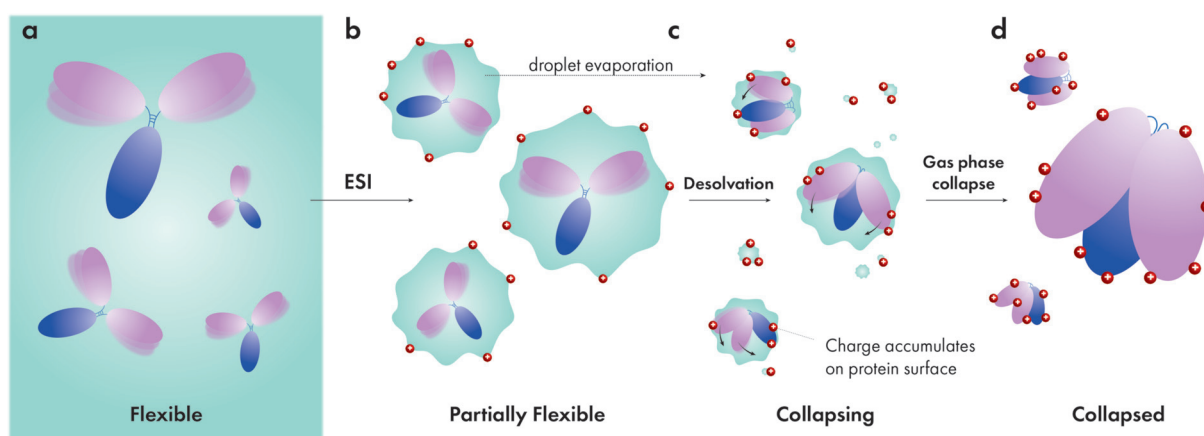 a
b
c
d
droplet evaporation
ESI
Desolvation
Gas phase
collapse
Charge accumulates
on protein surface
Flexible
Partially Flexible
Collapsing
Collapsed